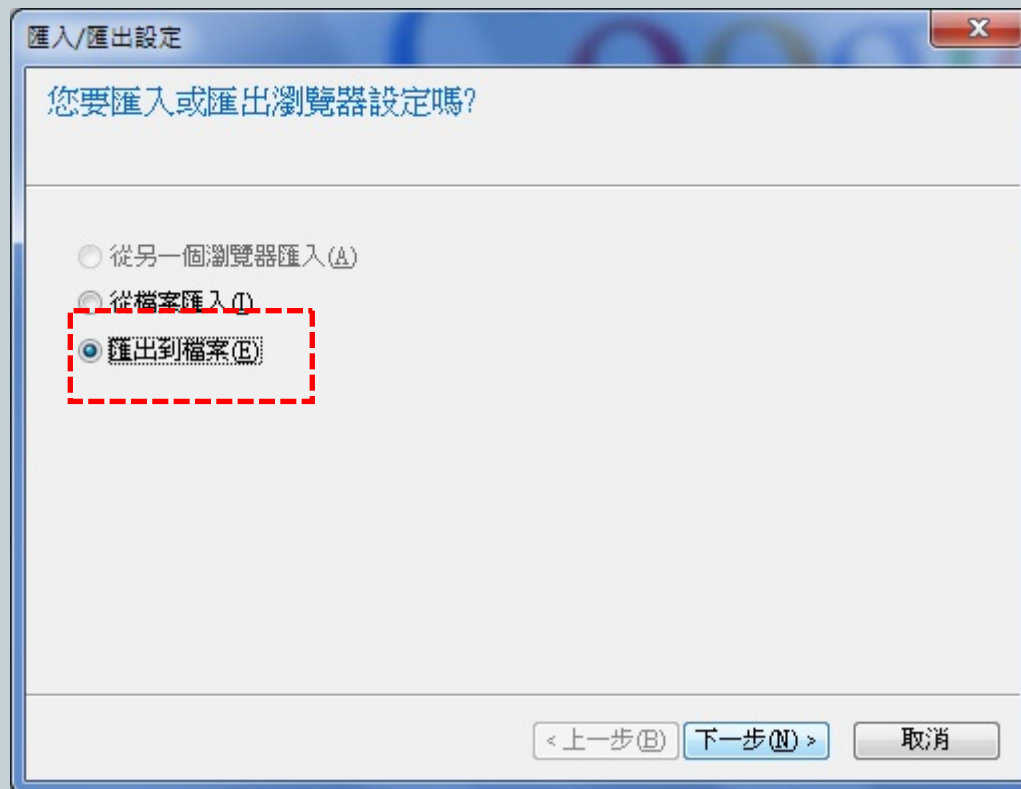 匯入/匯出設定
您要匯入或匯出瀏覽器設定嗎?
從另一個瀏覽器匯入(A)
從檔案匯入(I)
匯出到檔案(E)
< 上一步(B) 下一步(N) > 取消